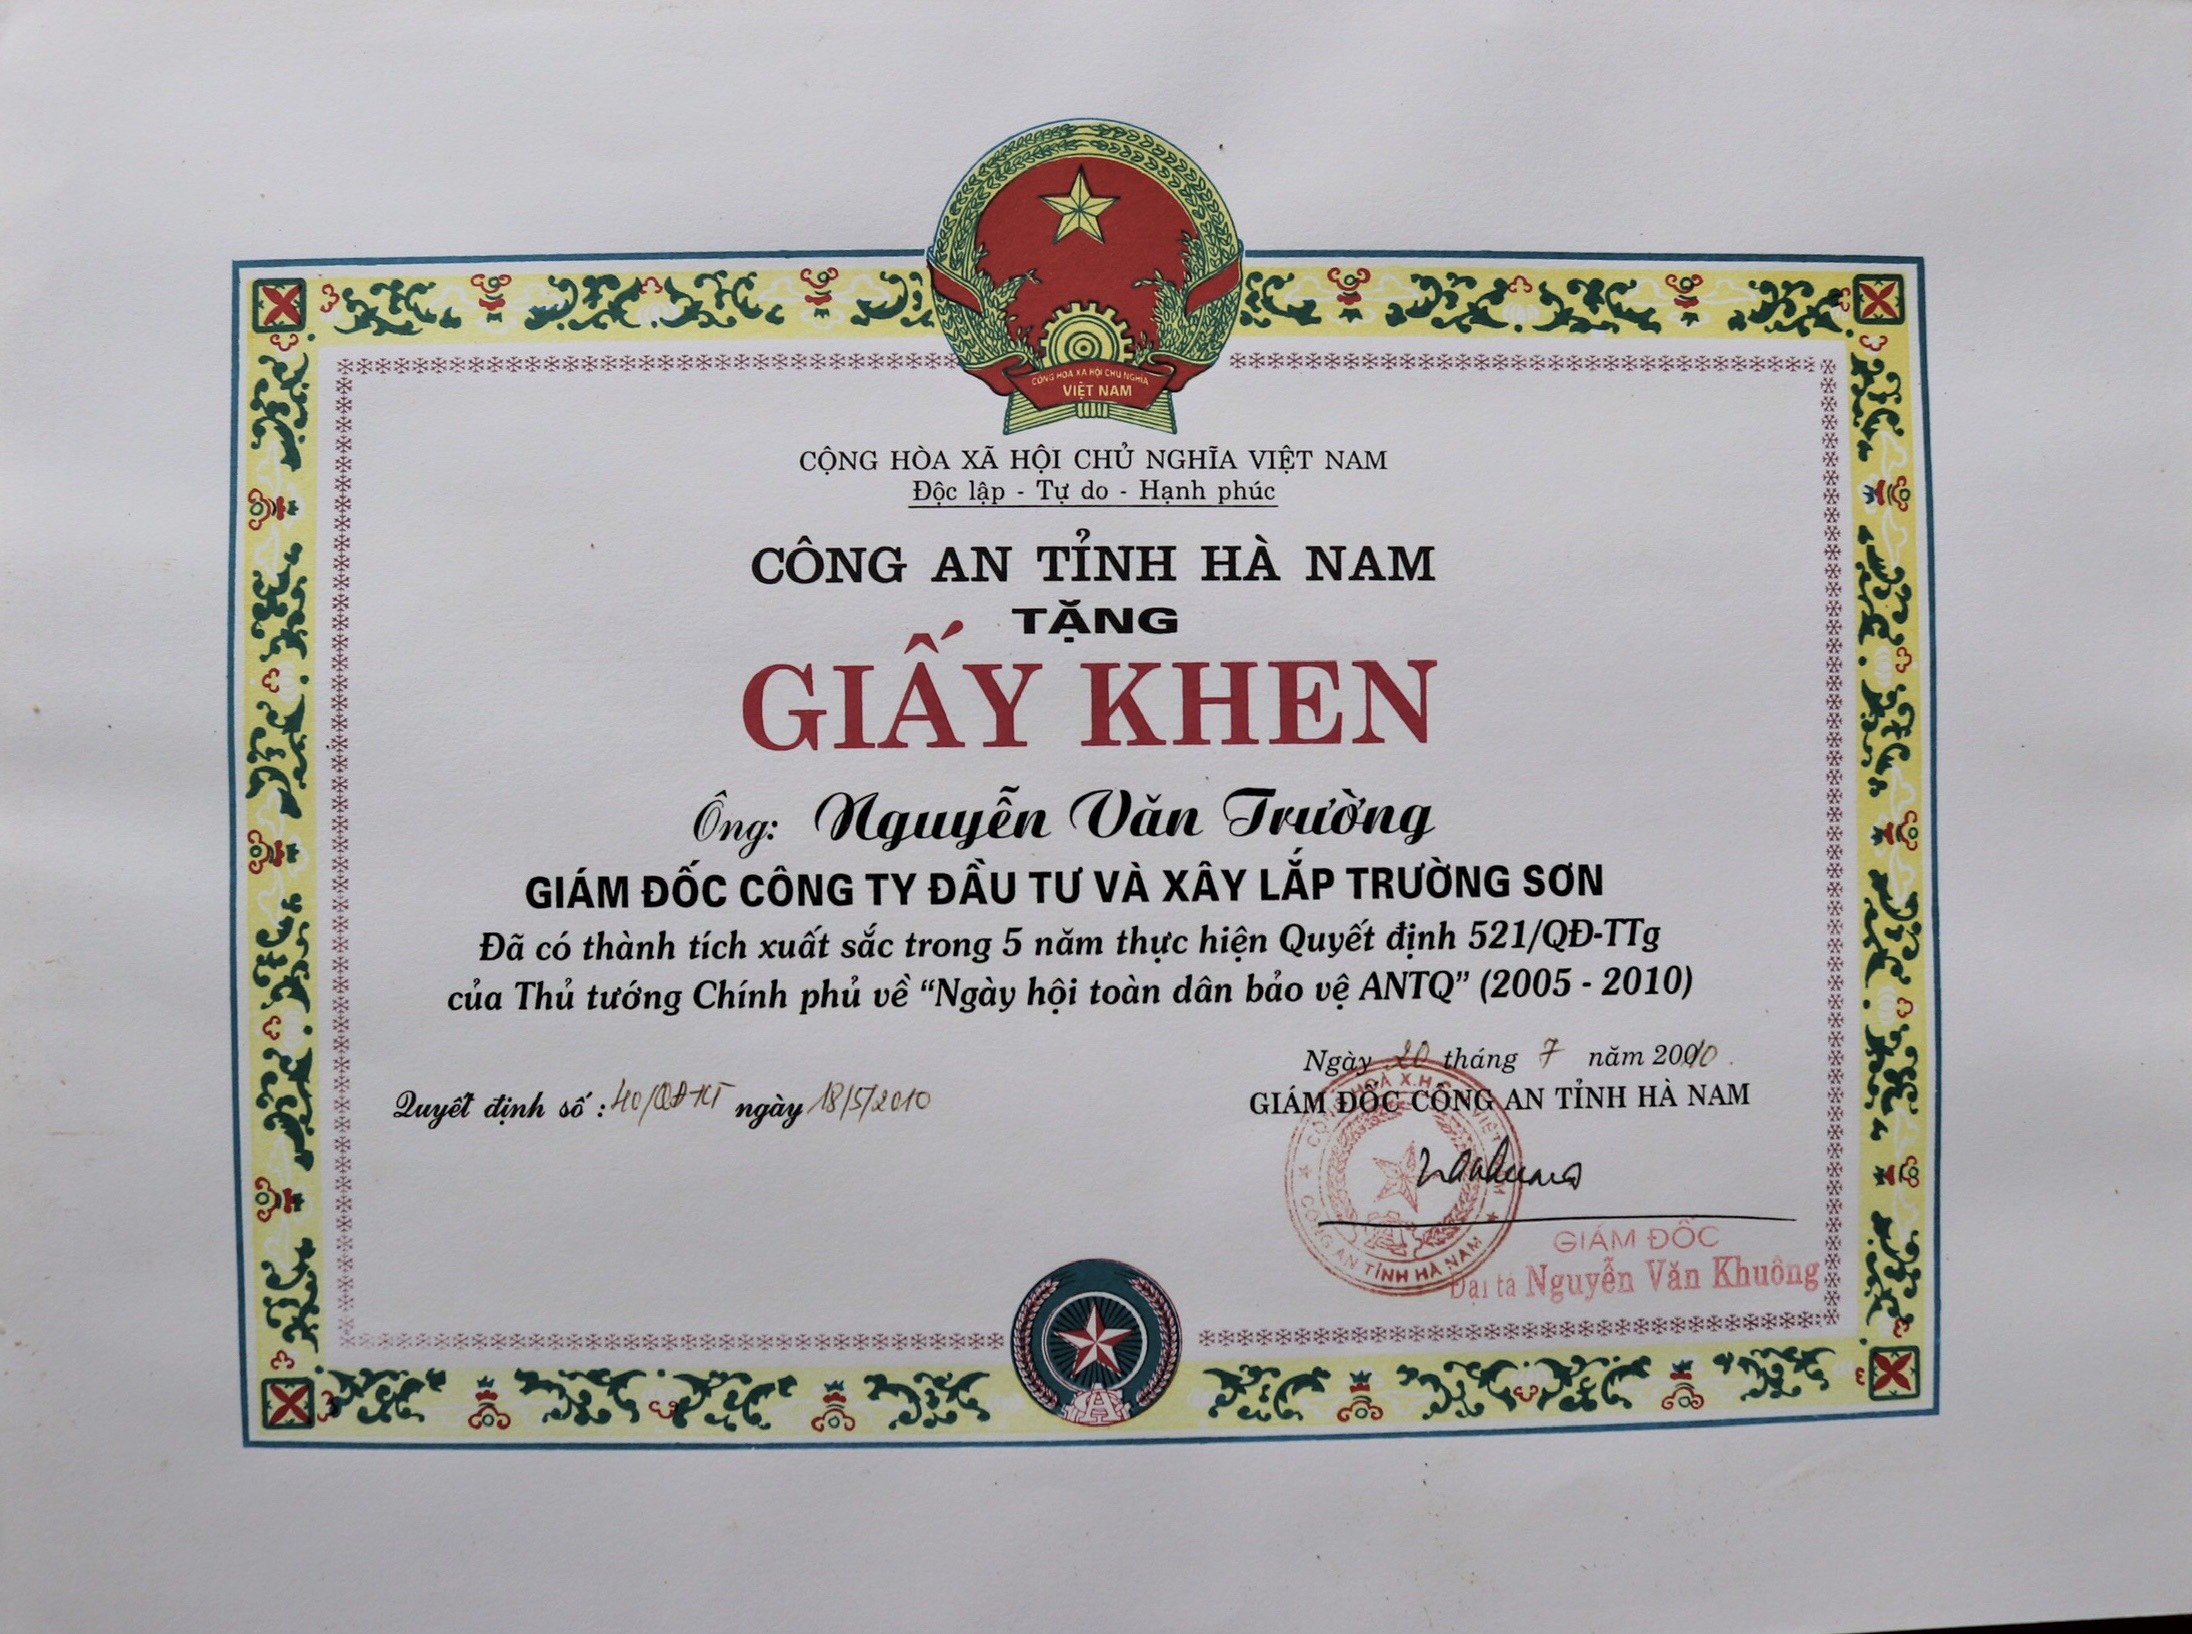 CỘNG HOÀ XÃ HỘI CHỦ NGHĨA
VIỆT NAM
CỘNG HÒA XÃ HỘI CHỦ NGHĨA VIỆT NAM
Độc lập - Tự do - Hạnh phúc
CÔNG AN TỈNH HÀ NAM
TẶNG
GIẤY KHEN
Ông: Nguyễn Văn Trường
GIÁM ĐỐC CÔNG TY ĐẦU TƯ VÀ XÂY LẮP TRƯỜNG SƠN
Đã có thành tích xuất sắc trong 5 năm thực hiện Quyết định 521/QĐ-TTg
của Thủ tướng Chính phủ về “Ngày hội toàn dân bảo vệ ANTQ” (2005 - 2010)
Ngày 20 tháng 7 năm 2010.
Quyết định số: 40/QĐ-KT ngày 18/5/2010
GIÁM ĐỐC CÔNG AN TỈNH HÀ NAM
CÔNG AN TỈNH HÀ NAM
GIÁM ĐỐC
Đại tá Nguyễn Văn Khuông
CA